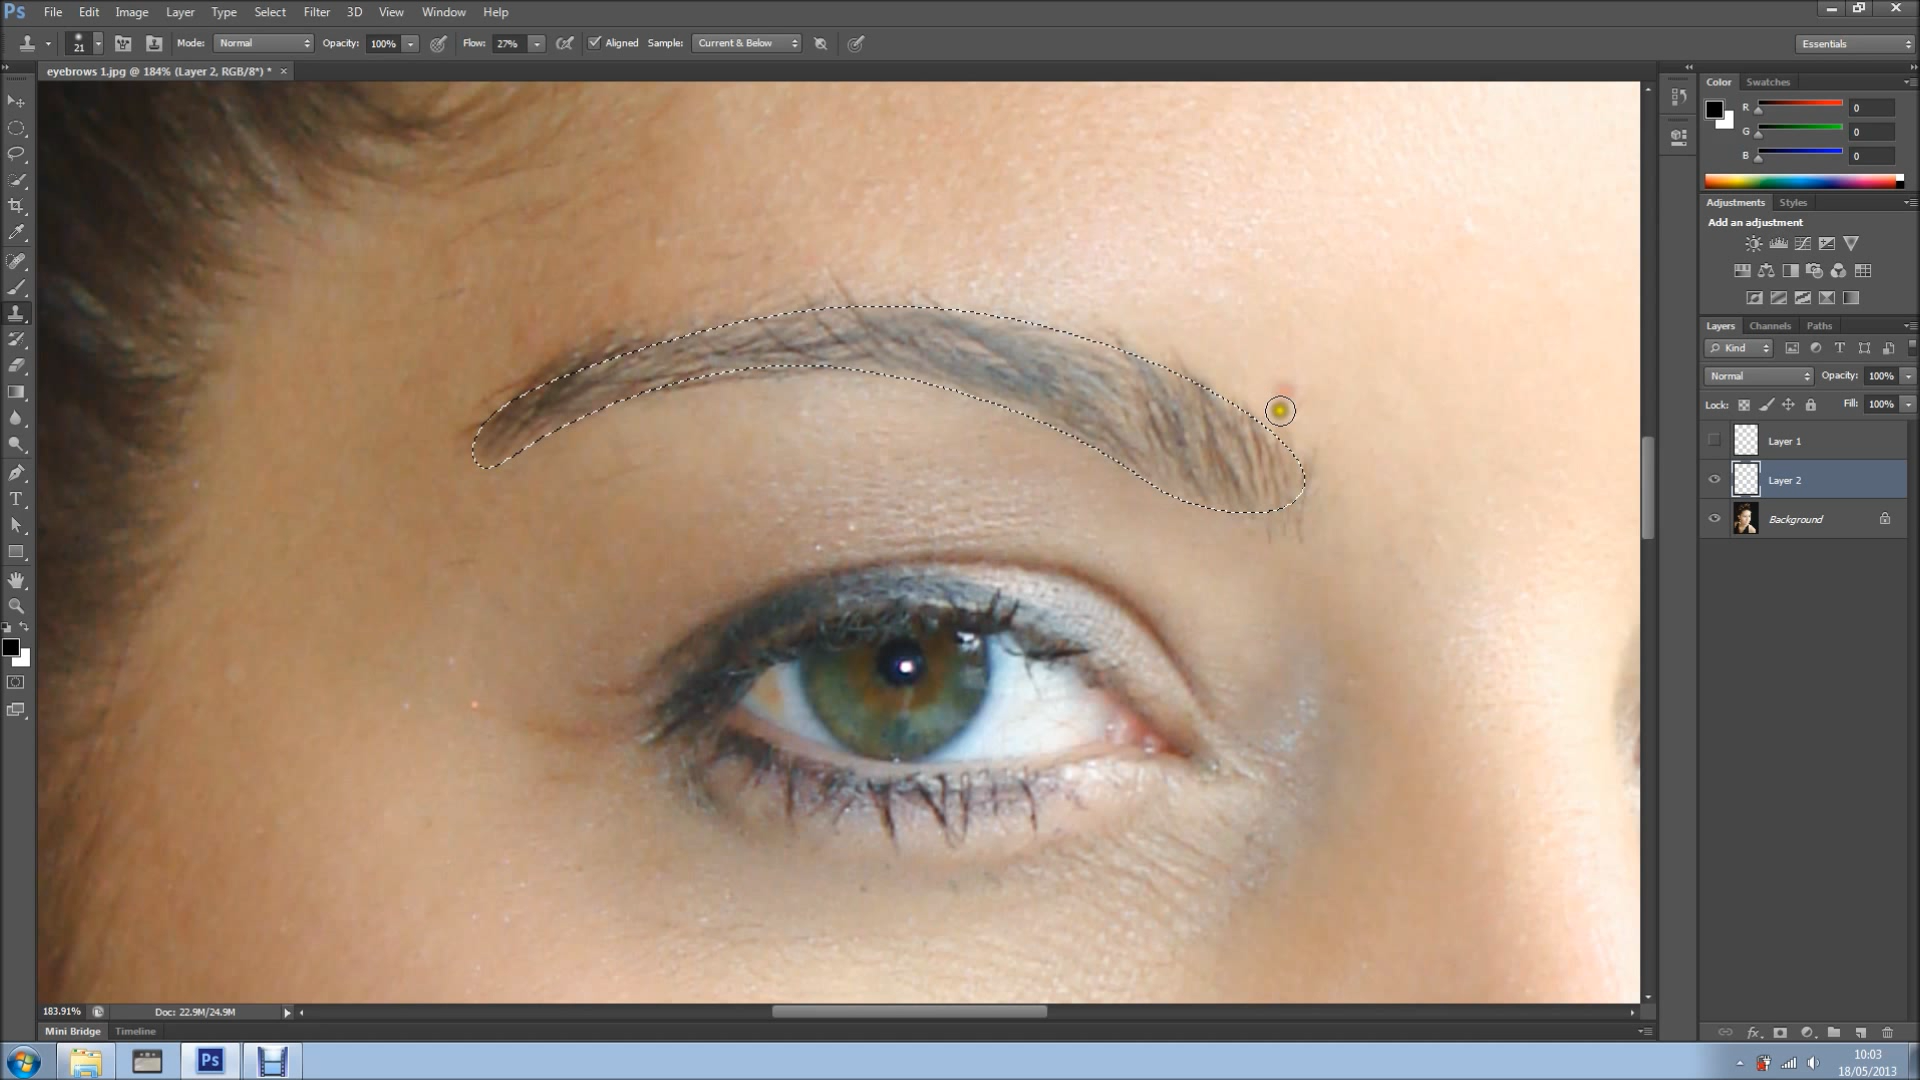 Ps File Edit Image Layer Type Select Filter 3D View Window Help
21 Mode: Normal Opacity: 100% Flow: 27% Aligned Sample: Current & Below Essentials
eyebrows 1.jpg @ 184% (Layer 2, RGB/8*) * ×
Color Swatches
R 0
G 0
B 0
Adjustments Styles
Add an adjustment
Layers Channels Paths
Kind
Normal Opacity: 100%
Lock: Fill: 100%
Layer 1
Layer 2
Background
183.91% Doc: 22.9M/24.9M
Mini Bridge Timeline
Ps
10:03
18/05/2013